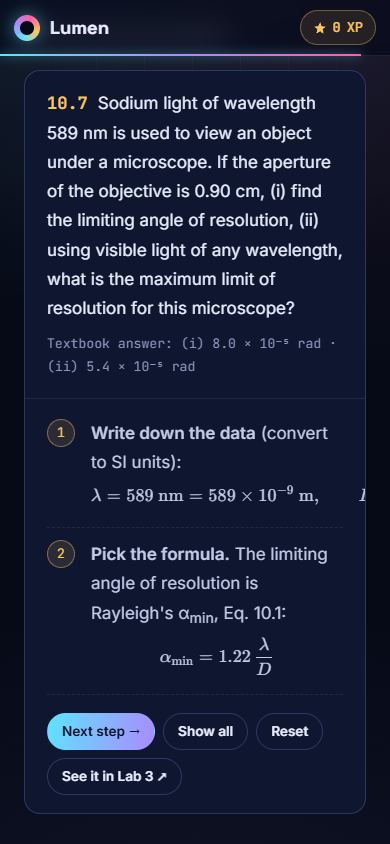 Lumen
★ 0 XP
10.7 Sodium light of wavelength
589 nm is used to view an object
under a microscope. If the aperture
of the objective is 0.90 cm, (i) find
the limiting angle of resolution, (ii)
using visible light of any wavelength,
what is the maximum limit of
resolution for this microscope?
Textbook answer: (i) 8.0 × 10⁻⁵ rad ·
(ii) 5.4 × 10⁻⁵ rad
1 Write down the data (convert
to SI units):
λ = 589 nm = 589 × 10⁻⁹ m,
2 Pick the formula. The limiting
angle of resolution is
Rayleigh's αmin, Eq. 10.1:
αmin = 1.22 λ/D
Next step → Show all Reset
See it in Lab 3 ↗